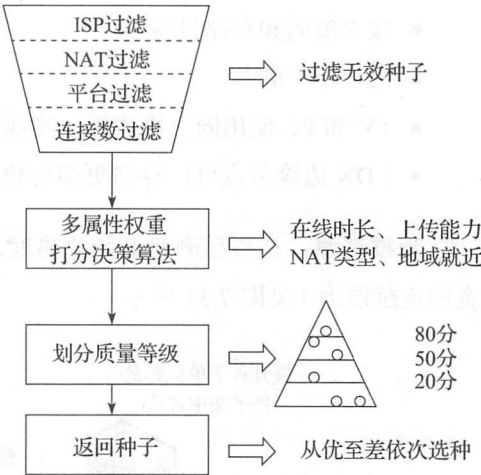 ISP过滤
NAT过滤
平台过滤
连接数过滤
过滤无效种子
多属性权重
打分决策算法
在线时长、上传能力
NAT类型、地域就近
划分质量等级
80分
50分
20分
返回种子
从优至差依次选种